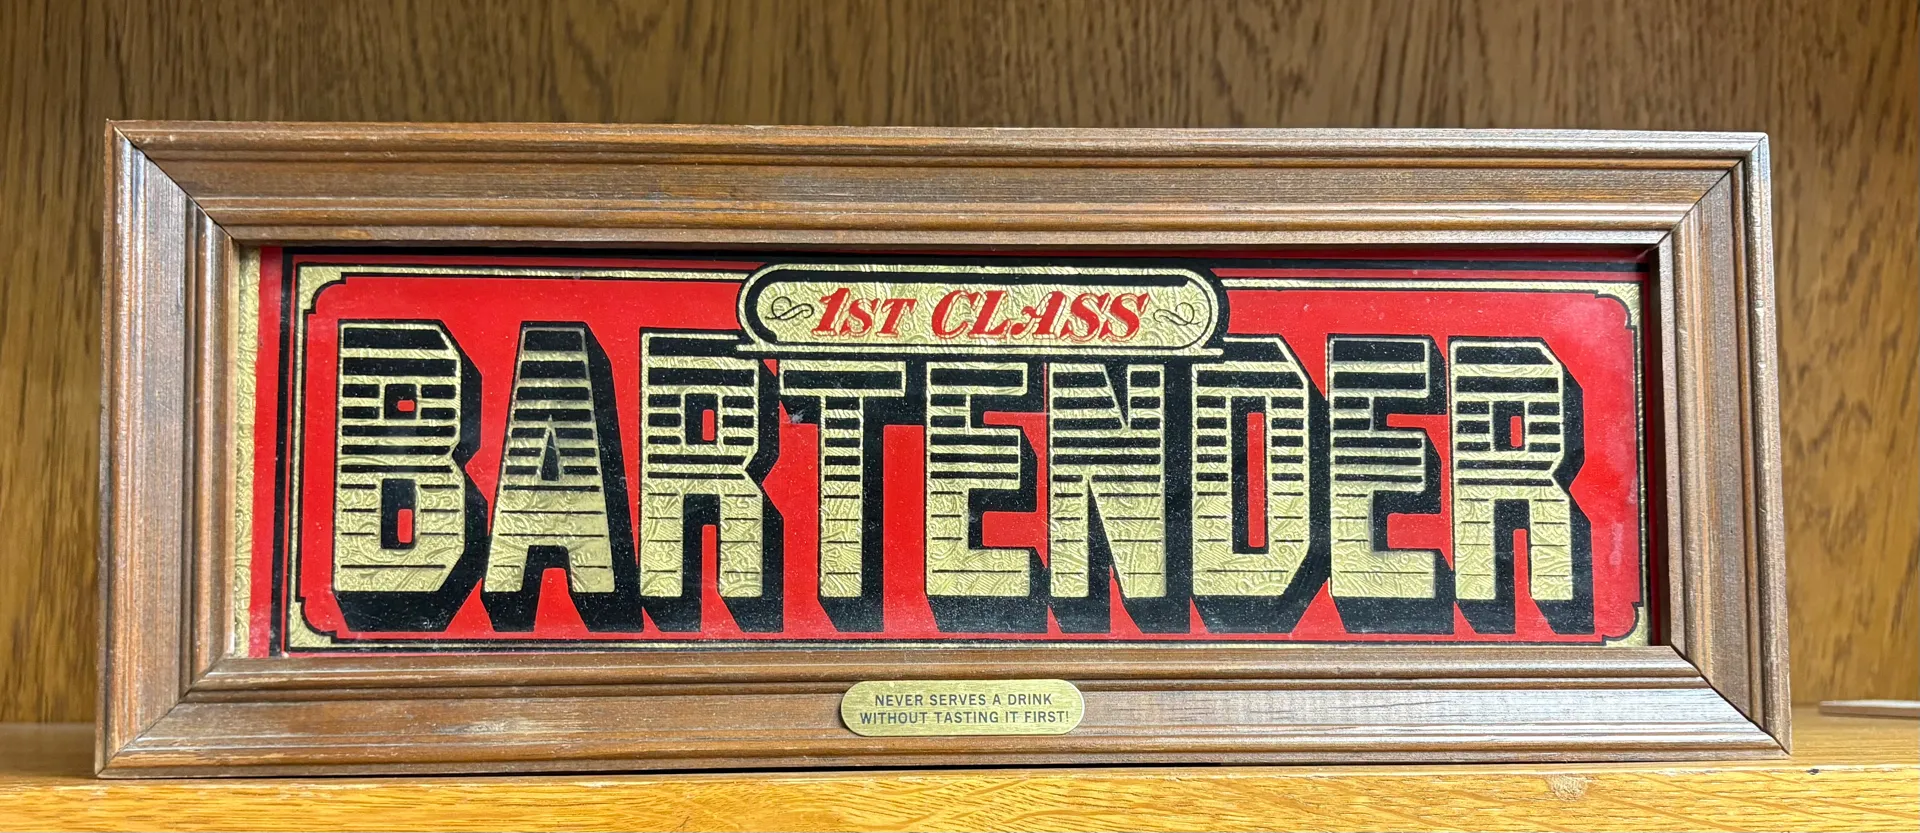 1ST CLASS
BARTENDER
NEVER SERVES A DRINK
WITHOUT TASTING IT FIRST!